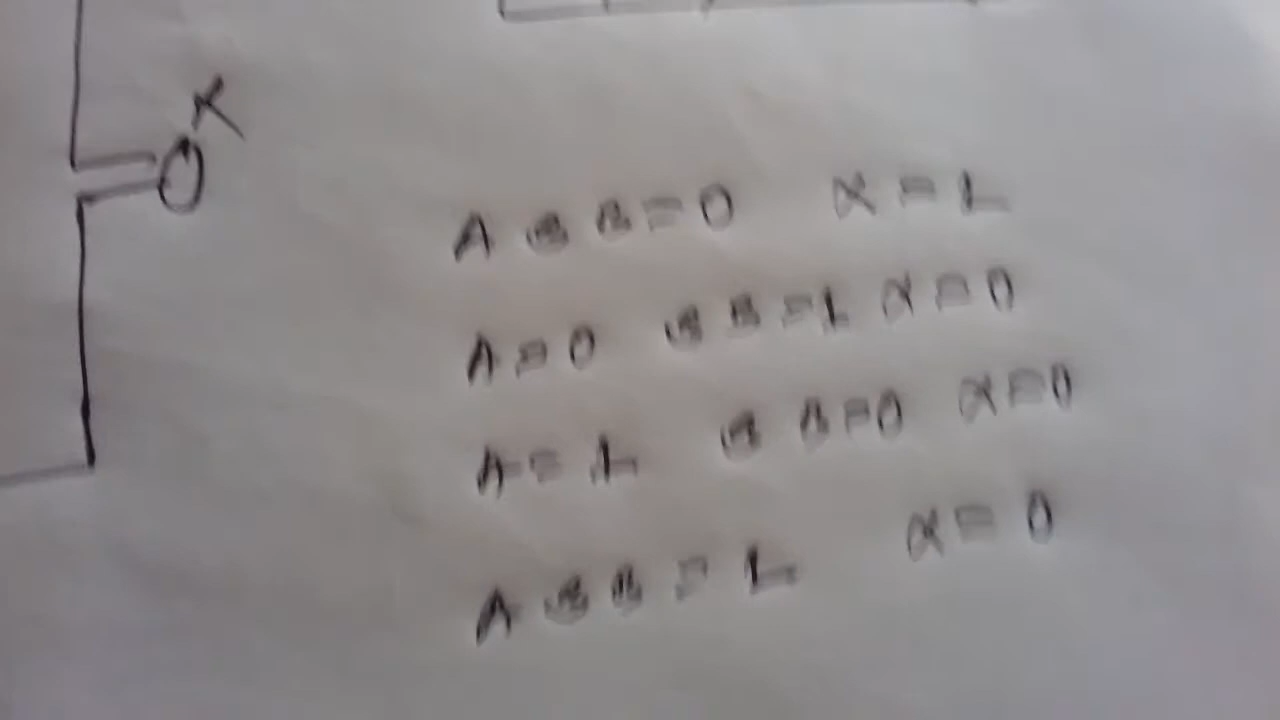 X
A & B = 0 X = 1
A = 0 & B = 1 X = 0
A = 1 & B = 0 X = 0
A & B = 1 X = 0